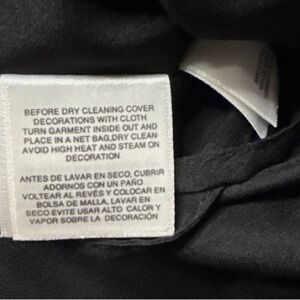 BEFORE DRY CLEANING COVER
DECORATIONS WITH CLOTH
TURN GARMENT INSIDE OUT AND
PLACE IN A NET BAG,DRY CLEAN
AVOID HIGH HEAT AND STEAM ON
DECORATION
ANTES DE LAVAR EN SECO, CUBRIR
ADORNOS CON UN PAÑO
VOLTEAR AL REVÉS Y COLOCAR EN
BOLSA DE MALLA, LAVAR EN
SECO EVITE USAR ALTO CALOR Y
VAPOR SOBRE LA DECORACIÓN